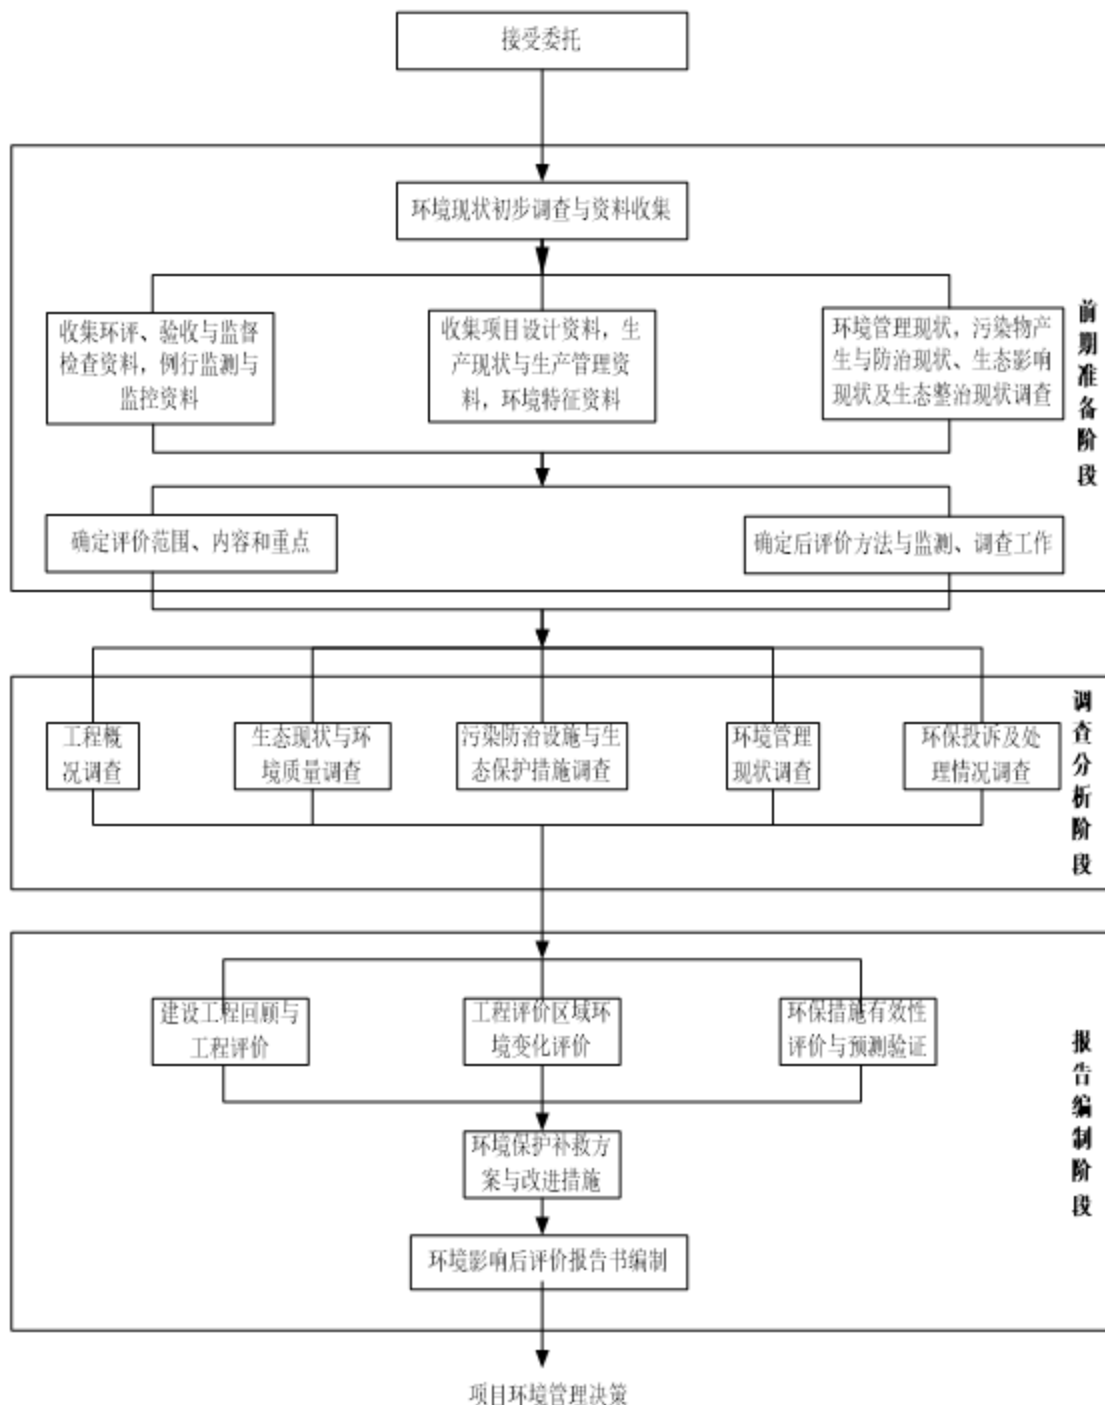 接受委托
环境现状初步调查与资料收集
收集环评、验收与监督
检查资料，例行监测与
监控资料
收集项目设计资料，生
产现状与生产管理资
料，环境特征资料
环境管理现状，污染物产
生与防治现状、生态影响
现状及生态整治现状调查
前期准备阶段
确定评价范围、内容和重点
确定后评价方法与监测、调查工作
工程概
况调查
生态现状与环
境质量调查
污染防治设施与生
态保护措施调查
环境管理
现状调查
环保投诉及处
理情况调查
调查分析阶段
建设工程回顾与
工程评价
工程评价区域环
境变化评价
环保措施有效性
评价与预测验证
报告编制阶段
环境保护补救方
案与改进措施
环境影响后评价报告书编制
项目环境管理决策